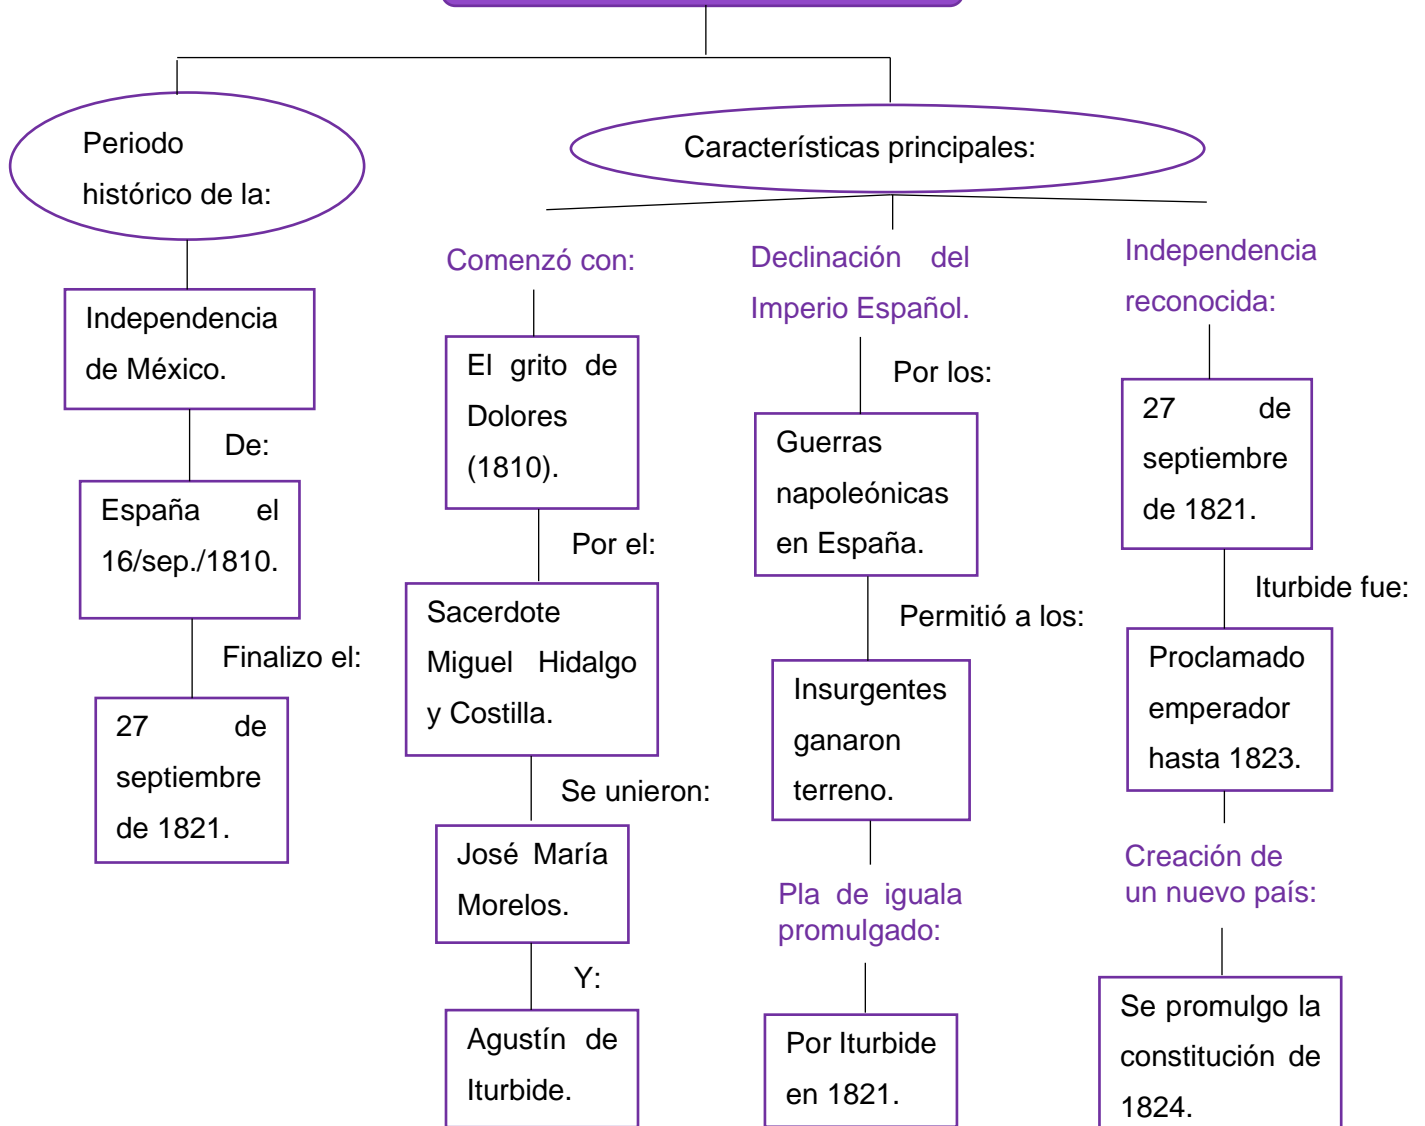 Periodo
histórico de la:
Independencia
de México.
De:
España el
16/sep./1810.
Finalizo el:
27 de
septiembre
de 1821.
Características principales:
Comenzó con:
El grito de
Dolores
(1810).
Por el:
Sacerdote
Miguel Hidalgo
y Costilla.
Se unieron:
José María
Morelos.
Y:
Agustín de
Iturbide.
Declinación del
Imperio Español.
Por los:
Guerras
napoleónicas
en España.
Permitió a los:
Insurgentes
ganaron
terreno.
Pla de iguala
promulgado:
Por Iturbide
en 1821.
Independencia
reconocida:
27 de
septiembre
de 1821.
Iturbide fue:
Proclamado
emperador
hasta 1823.
Creación de
un nuevo país:
Se promulgo la
constitución de
1824.